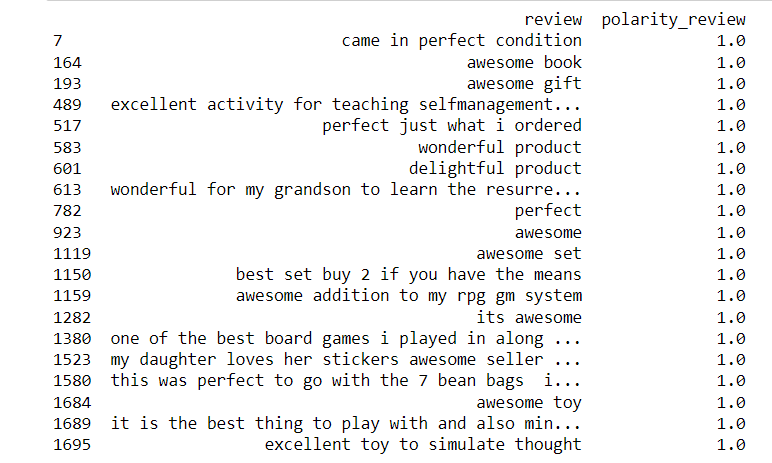 review polarity_review
7 came in perfect condition 1.0
164 awesome book 1.0
193 awesome gift 1.0
489 excellent activity for teaching selfmanagement... 1.0
517 perfect just what i ordered 1.0
583 wonderful product 1.0
601 delightful product 1.0
613 wonderful for my grandson to learn the resurre... 1.0
782 perfect 1.0
923 awesome 1.0
1119 awesome set 1.0
1150 best set buy 2 if you have the means 1.0
1159 awesome addition to my rpg gm system 1.0
1282 its awesome 1.0
1380 one of the best board games i played in along ... 1.0
1523 my daughter loves her stickers awesome seller ... 1.0
1580 this was perfect to go with the 7 bean bags  i... 1.0
1684 awesome toy 1.0
1689 it is the best thing to play with and also min... 1.0
1695 excellent toy to simulate thought 1.0